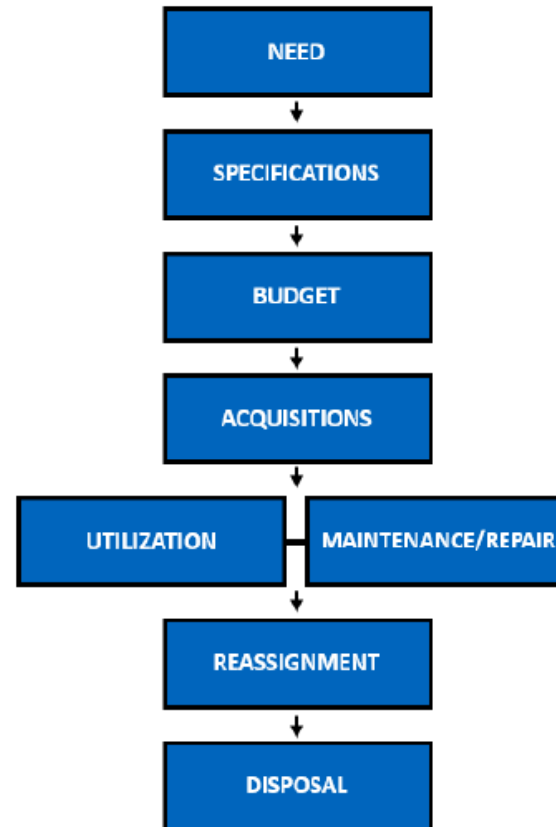 NEED
SPECIFICATIONS
BUDGET
ACQUISITIONS
UTILIZATION
MAINTENANCE/REPAIR
REASSIGNMENT
DISPOSAL